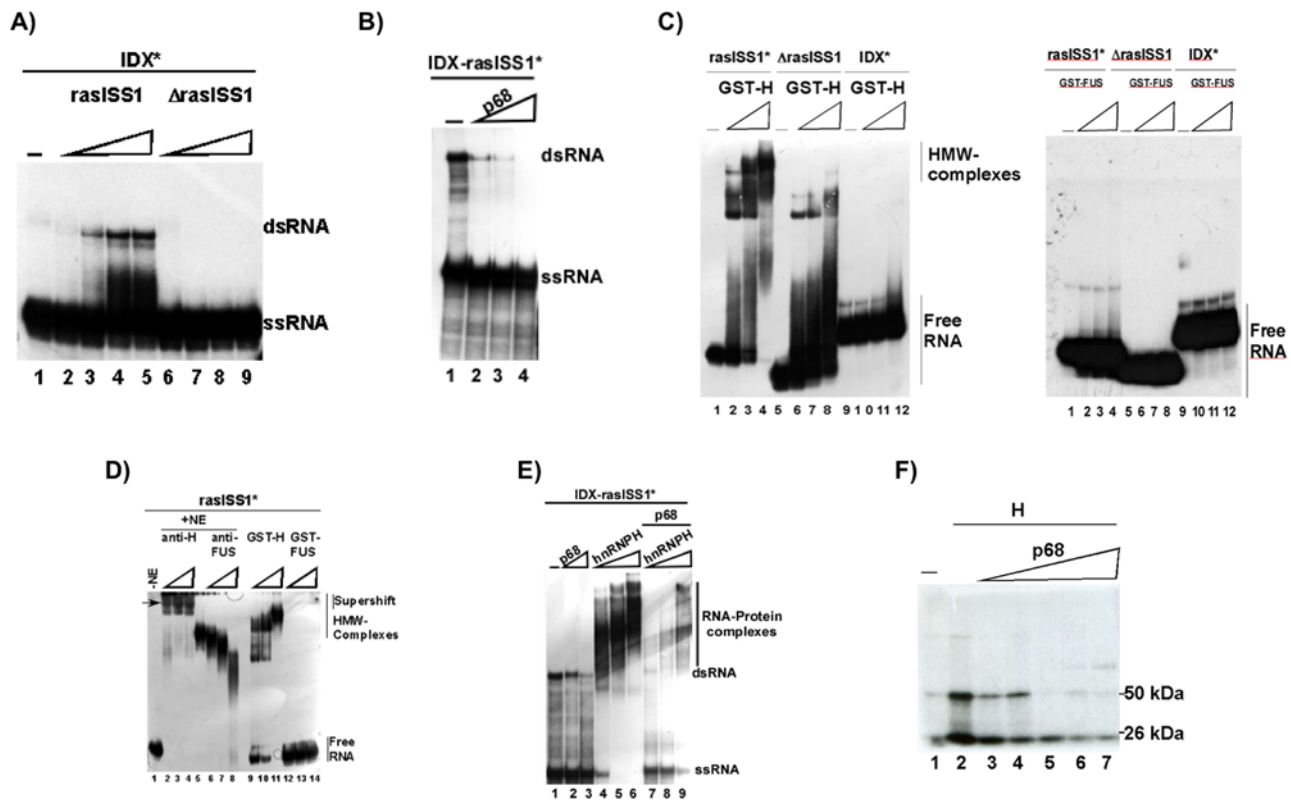 A)
IDX*
rasISS1 ΔrasISS1
dsRNA
ssRNA
1 2 3 4 5 6 7 8 9
B)
IDX-rasISS1*
p68
dsRNA
ssRNA
1 2 3 4
C)
rasISS1* ΔrasISS1 IDX*
GST-H GST-H GST-H
HMW-
complexes
Free
RNA
1 2 3 4 5 6 7 8 9 1 0 11 12
rasISS1* ΔrasISS1 IDX*
GST-FUS GST-FUS GST-FUS
Free
RNA
1 2 3 4 5 6 7 8 9 10 11 12
D)
rasISS1*
+NE
anti-H anti- GST-H GST-
FUS FUS
-NE
Supershift
HMW-
Complexes
Free
RNA
1 2 3 4 5 6 7 8 9 10 11 12 13 14
E)
IDX-rasISS1*
p68
p68 hnRNPH hnRNPH
RNA-Protein
complexes
dsRNA
ssRNA
1 2 3 4 5 6 7 8 9
F)
H
p68
50 kDa
26 kDa
1 2 3 4 5 6 7